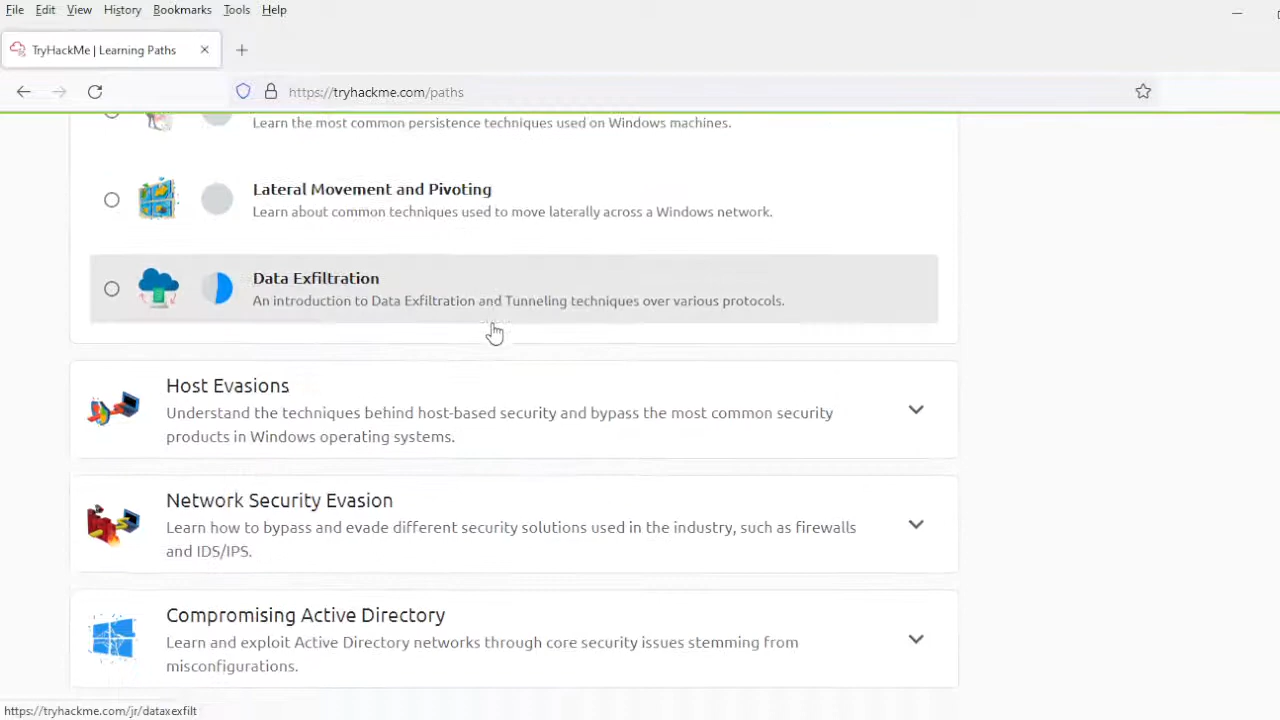 File Edit View History Bookmarks Tools Help
TryHackMe | Learning Paths
https://tryhackme.com/paths
Learn the most common persistence techniques used on Windows machines.
Lateral Movement and Pivoting
Learn about common techniques used to move laterally across a Windows network.
Data Exfiltration
An introduction to Data Exfiltration and Tunneling techniques over various protocols.
Host Evasions
Understand the techniques behind host-based security and bypass the most common security
products in Windows operating systems.
Network Security Evasion
Learn how to bypass and evade different security solutions used in the industry, such as firewalls
and IDS/IPS.
Compromising Active Directory
Learn and exploit Active Directory networks through core security issues stemming from
misconfigurations.
https://tryhackme.com/jr/dataxexfilt